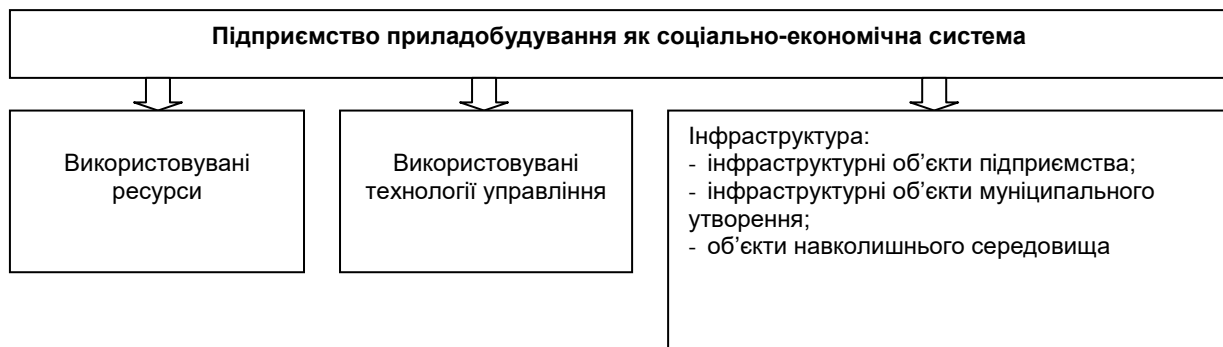 Підприємство приладобудування як соціально-економічна система
Використовувані
ресурси
Використовувані
технології управління
Інфраструктура:
- інфраструктурні об’єкти підприємства;
- інфраструктурні об’єкти муніципального
утворення;
- об’єкти навколишнього середовища